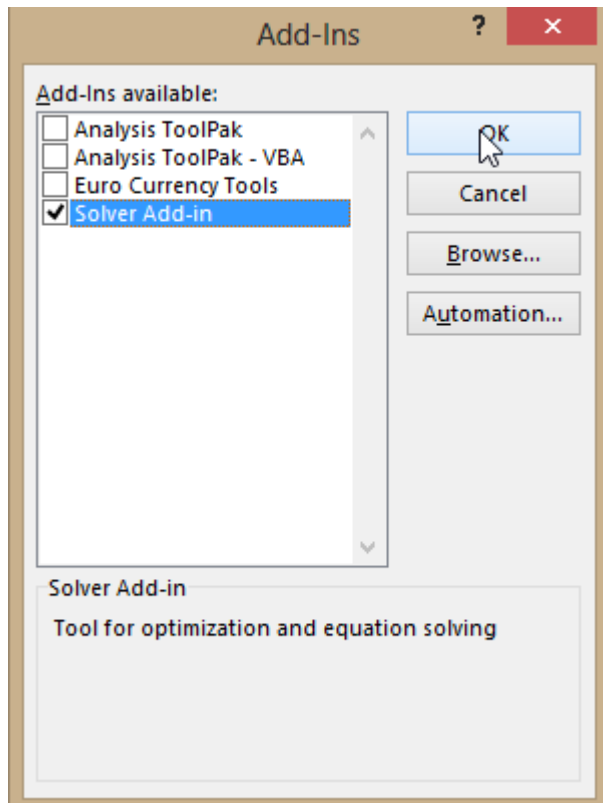 Add-Ins
?
Add-Ins available:
Analysis ToolPak
Analysis ToolPak - VBA
Euro Currency Tools
Solver Add-in
OK
Cancel
Browse...
Automation...
Solver Add-in
Tool for optimization and equation solving